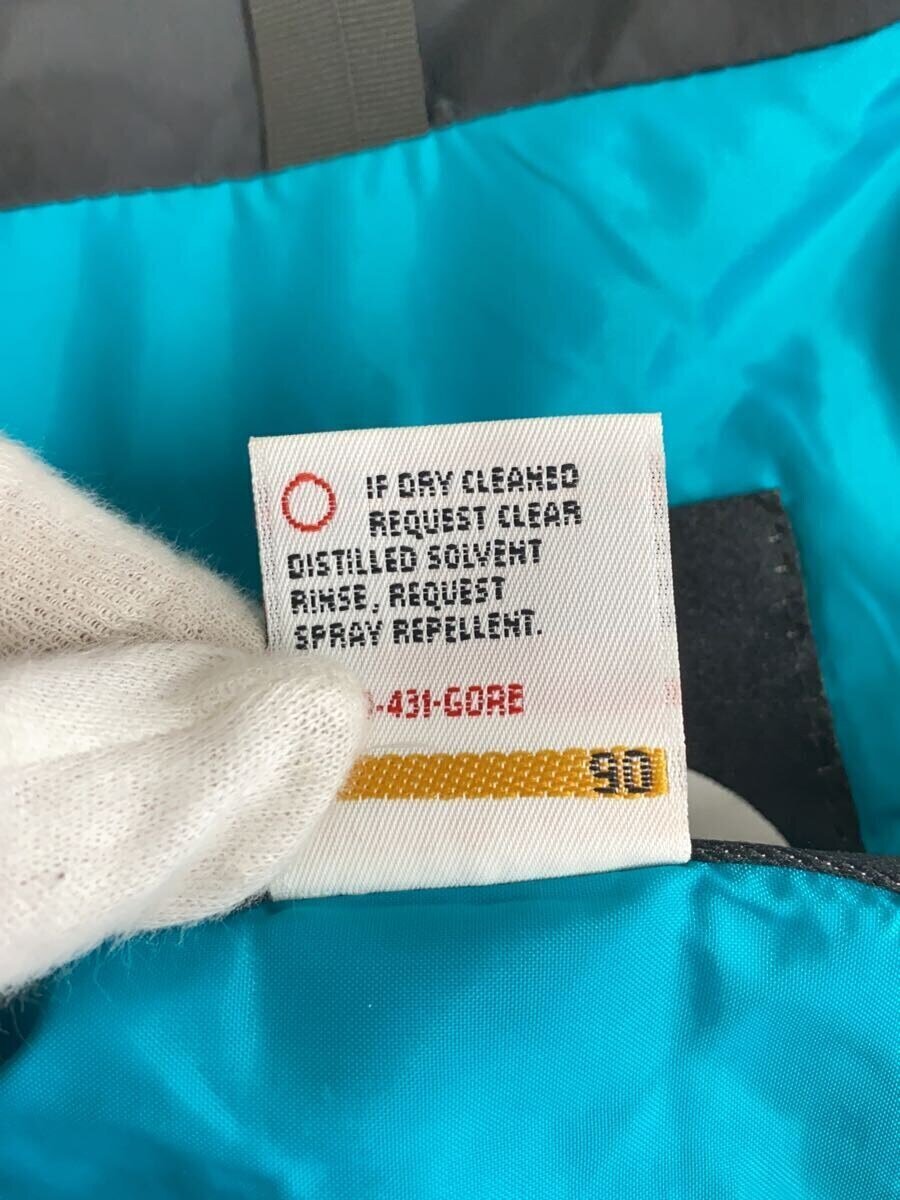 IF DRY CLEANED
REQUEST CLEAR
DISTILLED SOLVENT
RINSE, REQUEST
SPRAY REPELLENT.
-431-GORE
90